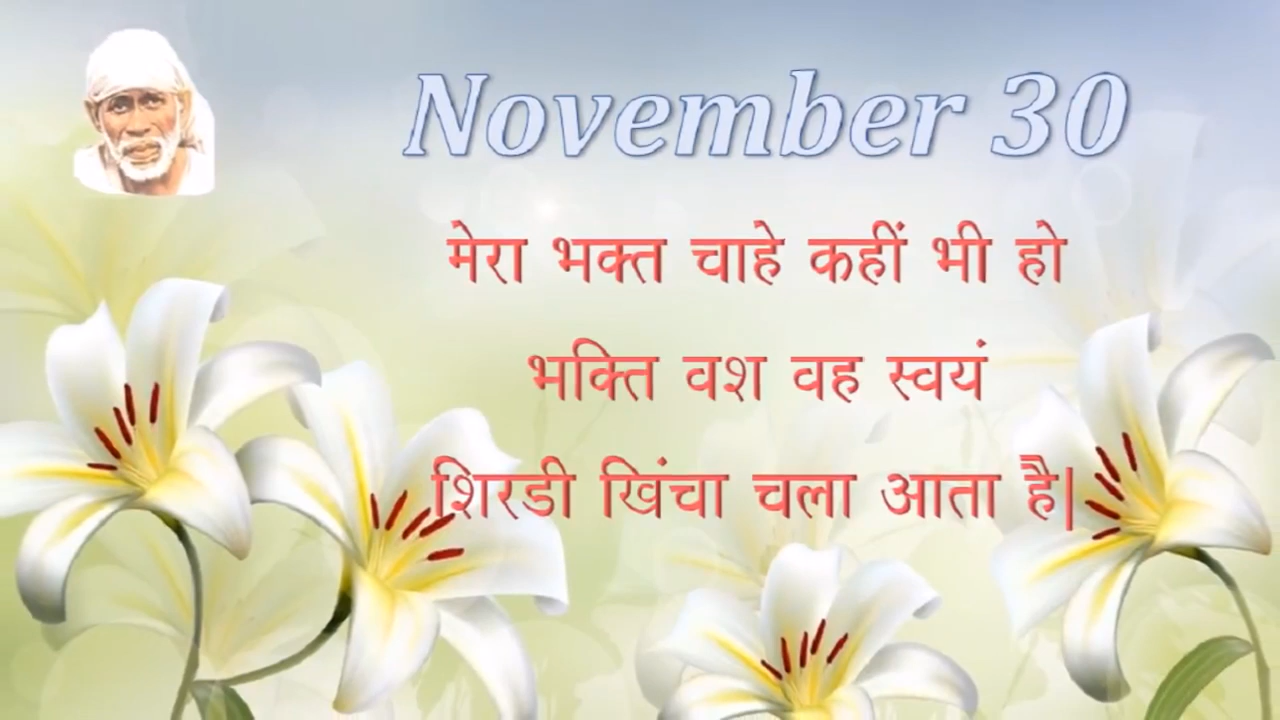 November 30
मेरा भक्त चाहे कहीं भी हो
भक्ति वश वह स्वयं
शिरडी खिंचा चला आता है|